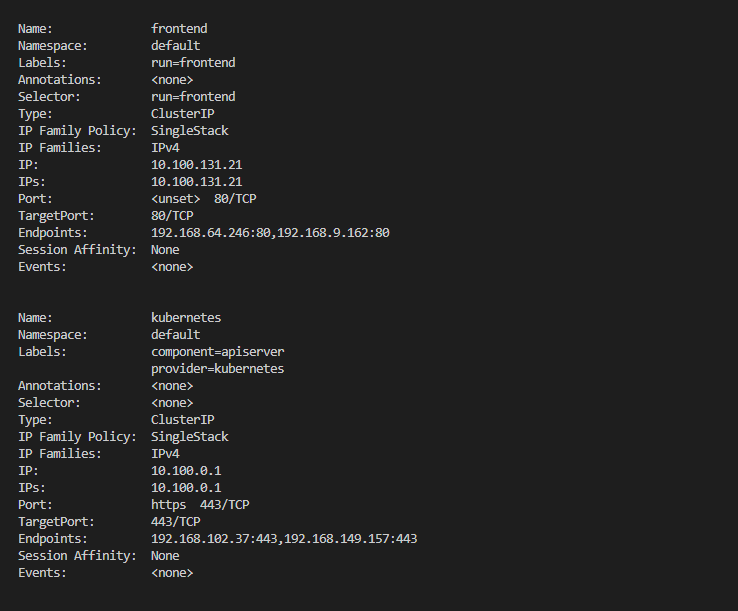 Name:              frontend
Namespace:         default
Labels:            run=frontend
Annotations:       <none>
Selector:          run=frontend
Type:              ClusterIP
IP Family Policy:  SingleStack
IP Families:       IPv4
IP:                10.100.131.21
IPs:               10.100.131.21
Port:              <unset>  80/TCP
TargetPort:        80/TCP
Endpoints:         192.168.64.246:80,192.168.9.162:80
Session Affinity:  None
Events:            <none>
Name:              kubernetes
Namespace:         default
Labels:            component=apiserver
                   provider=kubernetes
Annotations:       <none>
Selector:          <none>
Type:              ClusterIP
IP Family Policy:  SingleStack
IP Families:       IPv4
IP:                10.100.0.1
IPs:               10.100.0.1
Port:              https  443/TCP
TargetPort:        443/TCP
Endpoints:         192.168.102.37:443,192.168.149.157:443
Session Affinity:  None
Events:            <none>